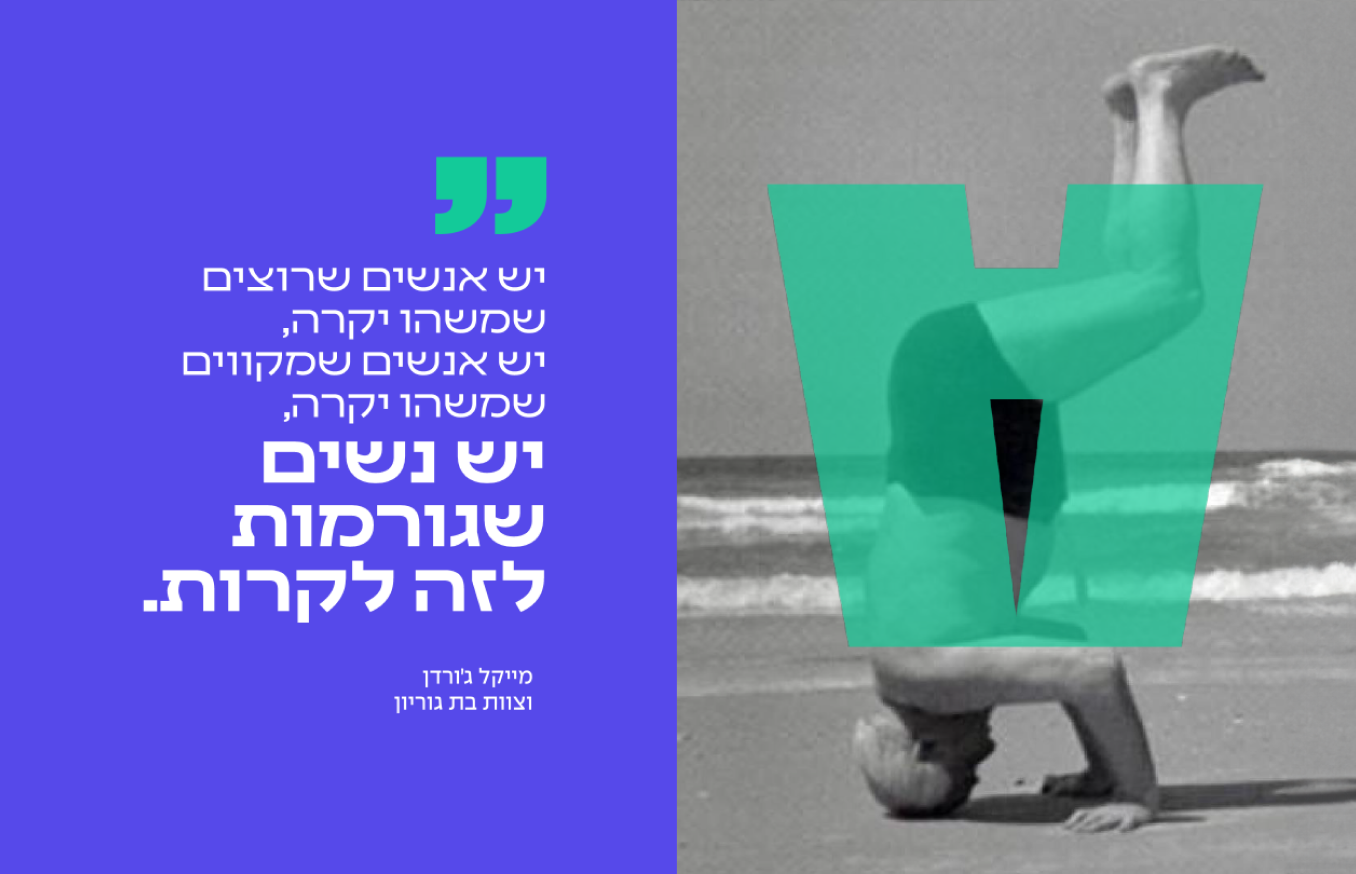 יש אנשים שרוצים
שמשהו יקרה,
יש אנשים שמקווים
שמשהו יקרה,
יש נשים
שגורמות
לזה לקרות.
מייקל ג'ורדן
וצוות בת גוריון